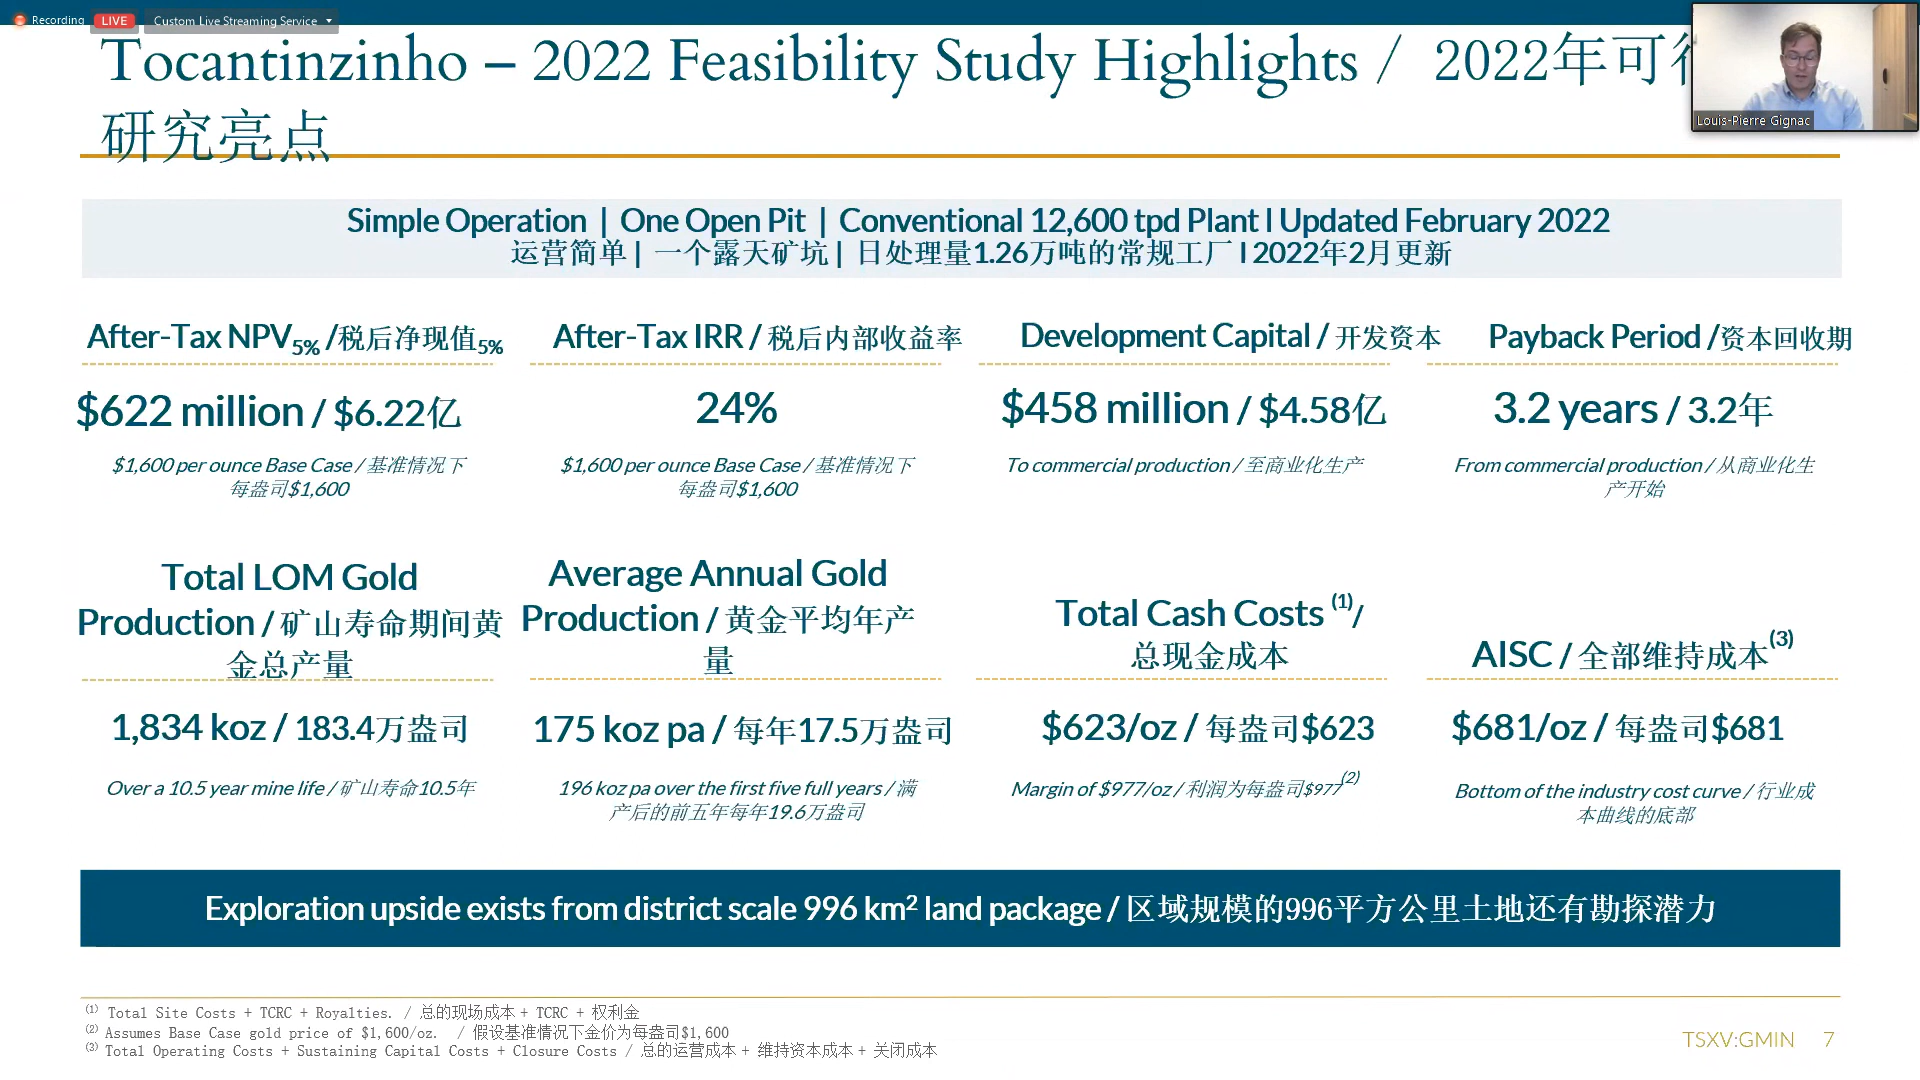 Recording LIVE Custom Live Streaming Service
Tocantinzinho – 2022 Feasibility Study Highlights / 2022年可
研究亮点
Louis-Pierre Gignac
Simple Operation | One Open Pit | Conventional 12,600 tpd Plant I Updated February 2022
运营简单 | 一个露天矿坑 | 日处理量1.26万吨的常规工厂 I 2022年2月更新
After-Tax NPV5% /税后净现值5%
$622 million / $6.22亿
$1,600 per ounce Base Case / 基准情况下
每盎司$1,600
After-Tax IRR / 税后内部收益率
24%
$1,600 per ounce Base Case / 基准情况下
每盎司$1,600
Development Capital / 开发资本
$458 million / $4.58亿
To commercial production / 至商业化生产
Payback Period /资本回收期
3.2 years / 3.2年
From commercial production / 从商业化生
产开始
Total LOM Gold
Production / 矿山寿命期间黄
金总产量
1,834 koz / 183.4万盎司
Over a 10.5 year mine life / 矿山寿命10.5年
Average Annual Gold
Production / 黄金平均年产
量
175 koz pa / 每年17.5万盎司
196 koz pa over the first five full years / 满
产后的前五年每年19.6万盎司
Total Cash Costs (1)/
总现金成本
$623/oz / 每盎司$623
Margin of $977/oz / 利润为每盎司$977(2)
AISC / 全部维持成本(3)
$681/oz / 每盎司$681
Bottom of the industry cost curve / 行业成
本曲线的底部
Exploration upside exists from district scale 996 km2 land package / 区域规模的996平方公里土地还有勘探潜力
(1) Total Site Costs + TCRC + Royalties. / 总的现场成本 + TCRC + 权利金
(2) Assumes Base Case gold price of $1,600/oz. / 假设基准情况下金价为每盎司$1,600
(3) Total Operating Costs + Sustaining Capital Costs + Closure Costs / 总的运营成本 + 维持资本成本 + 关闭成本
TSXV:GMIN 7